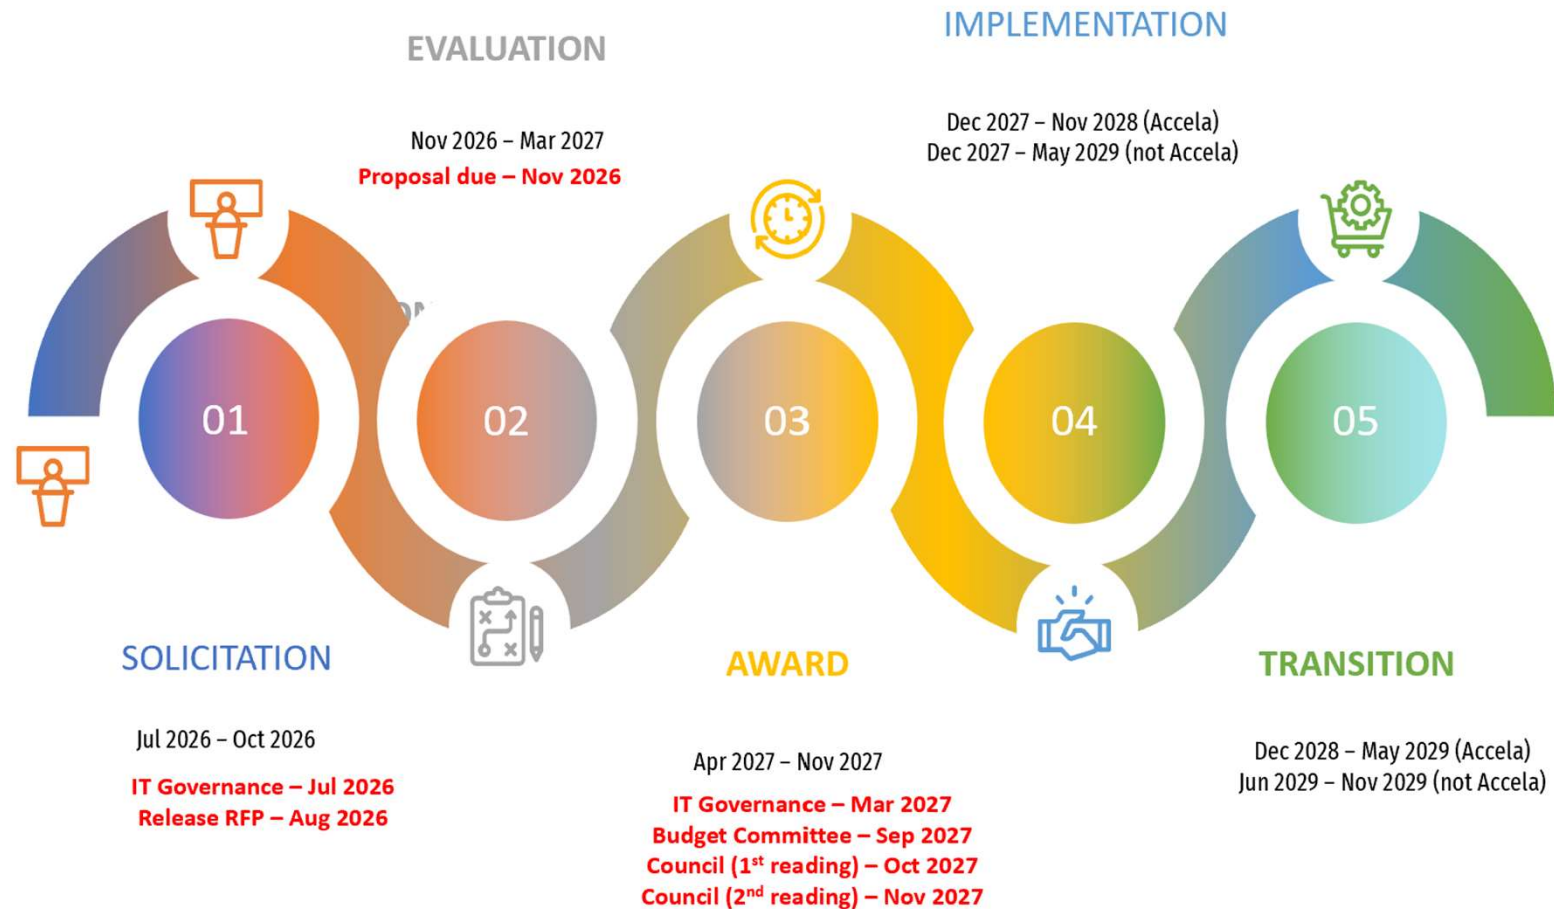 IMPLEMENTATION
EVALUATION
Dec 2027 – Nov 2028 (Accela)
Nov 2026 – Mar 2027
Dec 2027 – May 2029 (not Accela)
Proposal due – Nov 2026
01
02
03
04
05
SOLICITATION
AWARD
TRANSITION
Jul 2026 – Oct 2026
Apr 2027 – Nov 2027
Dec 2028 – May 2029 (Accela)
Jun 2029 – Nov 2029 (not Accela)
IT Governance – Jul 2026
Release RFP – Aug 2026
IT Governance – Mar 2027
Budget Committee – Sep 2027
Council (1st reading) – Oct 2027
Council (2nd reading) – Nov 2027